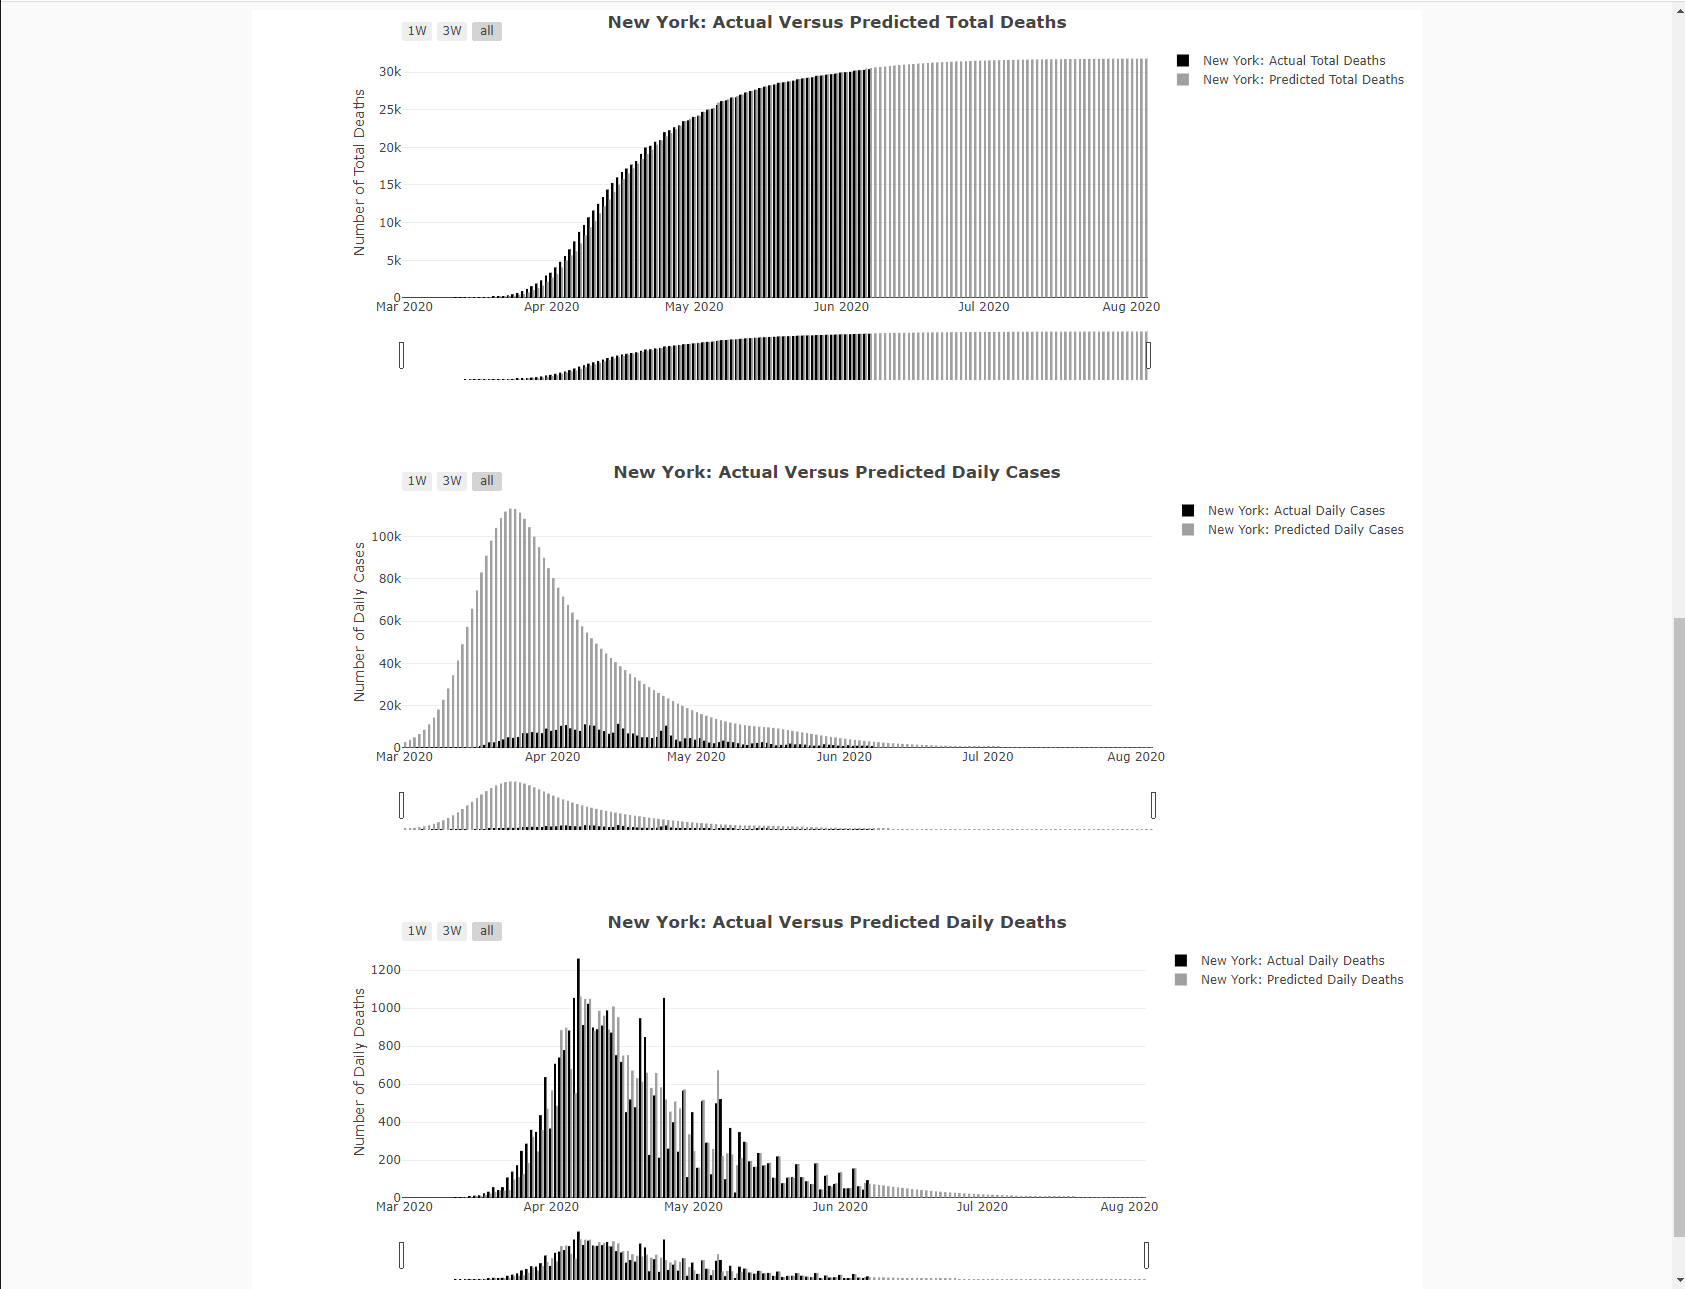 New York: Actual Versus Predicted Total Deaths
1W 3W all
New York: Actual Total Deaths
New York: Predicted Total Deaths
Number of Total Deaths
30k
25k
20k
15k
10k
5k
0
Mar 2020 Apr 2020 May 2020 Jun 2020 Jul 2020 Aug 2020
New York: Actual Versus Predicted Daily Cases
1W 3W all
New York: Actual Daily Cases
New York: Predicted Daily Cases
Number of Daily Cases
100k
80k
60k
40k
20k
0
Mar 2020 Apr 2020 May 2020 Jun 2020 Jul 2020 Aug 2020
New York: Actual Versus Predicted Daily Deaths
1W 3W all
New York: Actual Daily Deaths
New York: Predicted Daily Deaths
Number of Daily Deaths
1200
1000
800
600
400
200
0
Mar 2020 Apr 2020 May 2020 Jun 2020 Jul 2020 Aug 2020